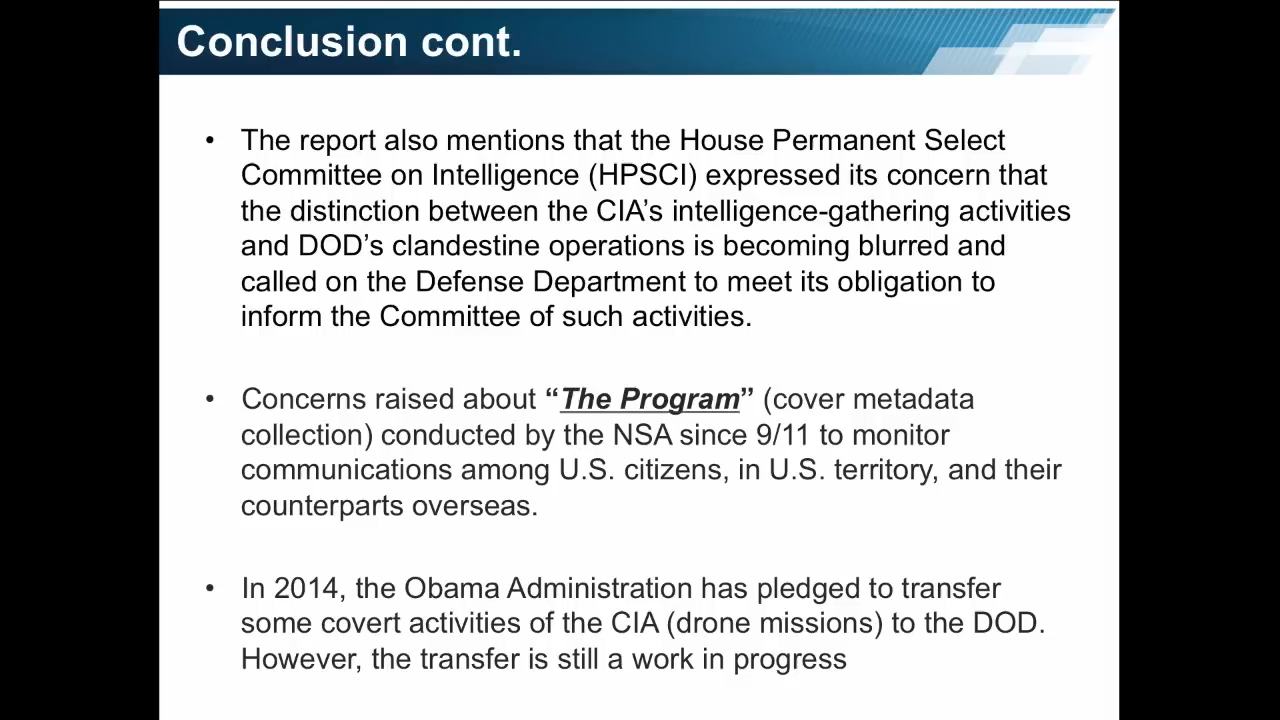 Conclusion cont.
• The report also mentions that the House Permanent Select
Committee on Intelligence (HPSCI) expressed its concern that
the distinction between the CIA’s intelligence-gathering activities
and DOD’s clandestine operations is becoming blurred and
called on the Defense Department to meet its obligation to
inform the Committee of such activities.
• Concerns raised about “The Program” (cover metadata
collection) conducted by the NSA since 9/11 to monitor
communications among U.S. citizens, in U.S. territory, and their
counterparts overseas.
• In 2014, the Obama Administration has pledged to transfer
some covert activities of the CIA (drone missions) to the DOD.
However, the transfer is still a work in progress